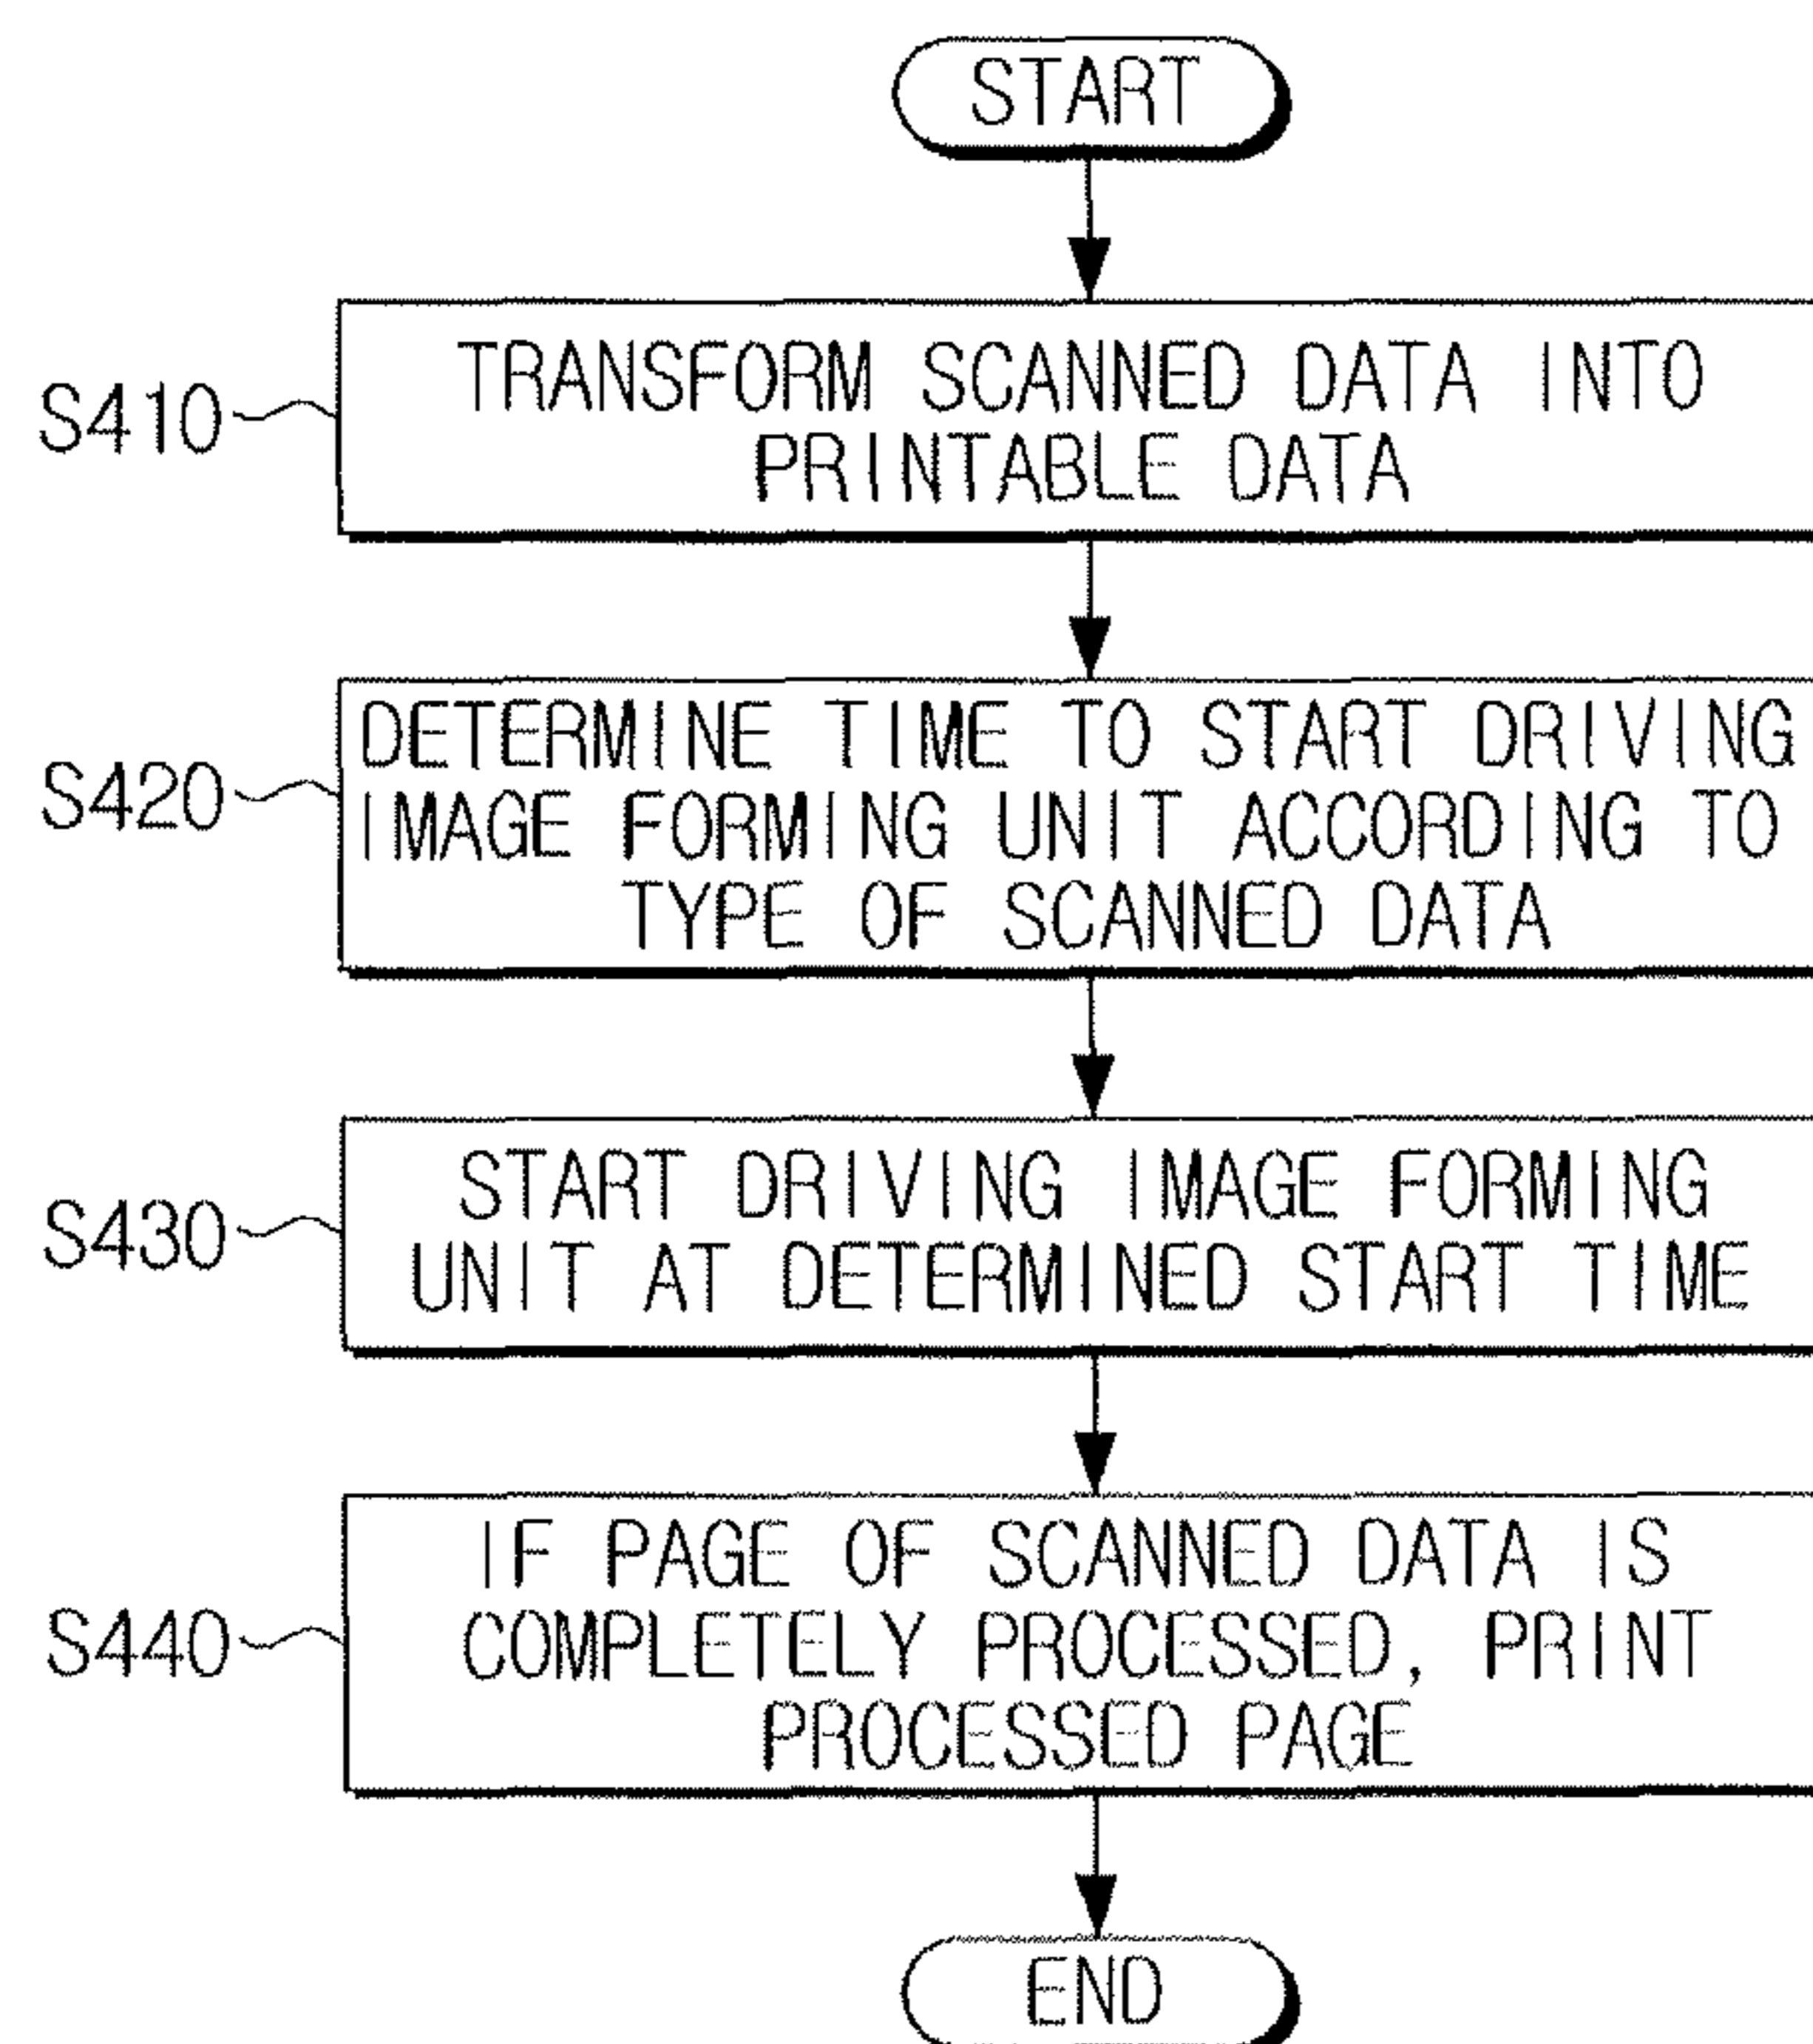 START
S410
TRANSFORM SCANNED DATA INTO
PRINTABLE DATA
S420
DETERMINE TIME TO START DRIVING
IMAGE FORMING UNIT ACCORDING TO
TYPE OF SCANNED DATA
S430
START DRIVING IMAGE FORMING
UNIT AT DETERMINED START TIME
S440
IF PAGE OF SCANNED DATA IS
COMPLETELY PROCESSED, PRINT
PROCESSED PAGE
END